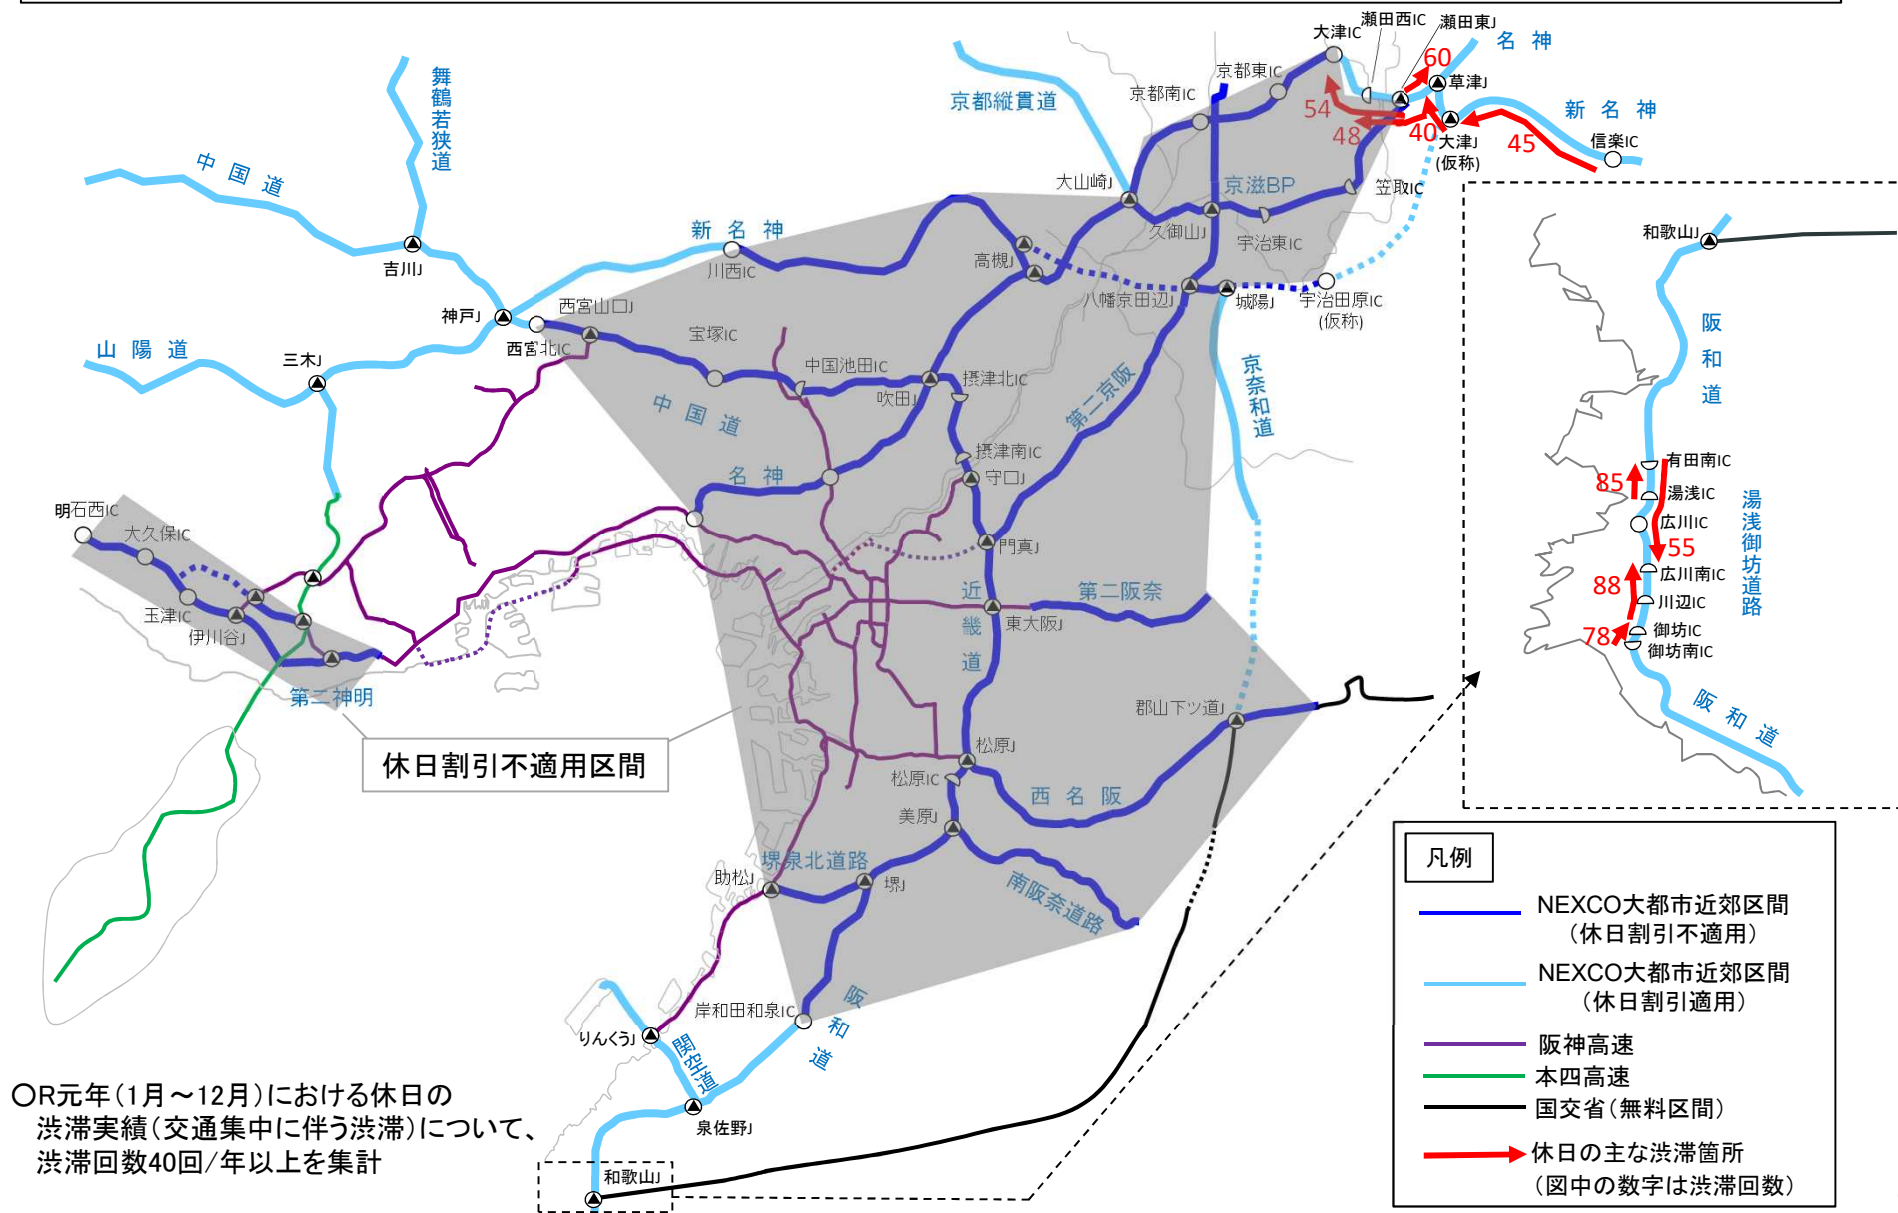 瀬田西IC
瀬田東J
大津IC
名神
60
草津J
京都東IC
舞鶴若狭道
京都縦貫道
京都南IC
54
48
40
大津J
(仮称)
45
新名神
信楽IC
中国道
大山崎J
京滋BP
笠取IC
久御山J
宇治東IC
新名神
吉川J
川西IC
高槻J
八幡京田辺J
城陽J
宇治田原IC
(仮称)
神戸J
西宮山口J
西宮北IC
宝塚IC
中国池田IC
吹田J
摂津北IC
山陽道
三木J
中国道
第二京阪
京奈和道
摂津南IC
守口J
名神
明石西IC
大久保IC
玉津IC
伊川谷J
第二神明
門真J
近畿道
第二阪奈
東大阪J
休日割引不適用区間
郡山下ツ道J
松原J
松原IC
西名阪
美原J
堺泉北道路
助松J
堺J
南阪奈道路
岸和田和泉IC
阪和道
りんくうJ
関空道
泉佐野J
和歌山J
和歌山J
阪和道
有田南IC
85
湯浅IC
広川IC
55
広川南IC
88
川辺IC
御坊IC
78
御坊南IC
湯浅御坊道路
阪和道
凡例
NEXCO大都市近郊区間
（休日割引不適用）
NEXCO大都市近郊区間
（休日割引適用）
阪神高速
本四高速
国交省（無料区間）
休日の主な渋滞箇所
（図中の数字は渋滞回数）
○R元年（1月～12月）における休日の
渋滞実績（交通集中に伴う渋滞）について、
渋滞回数40回/年以上を集計